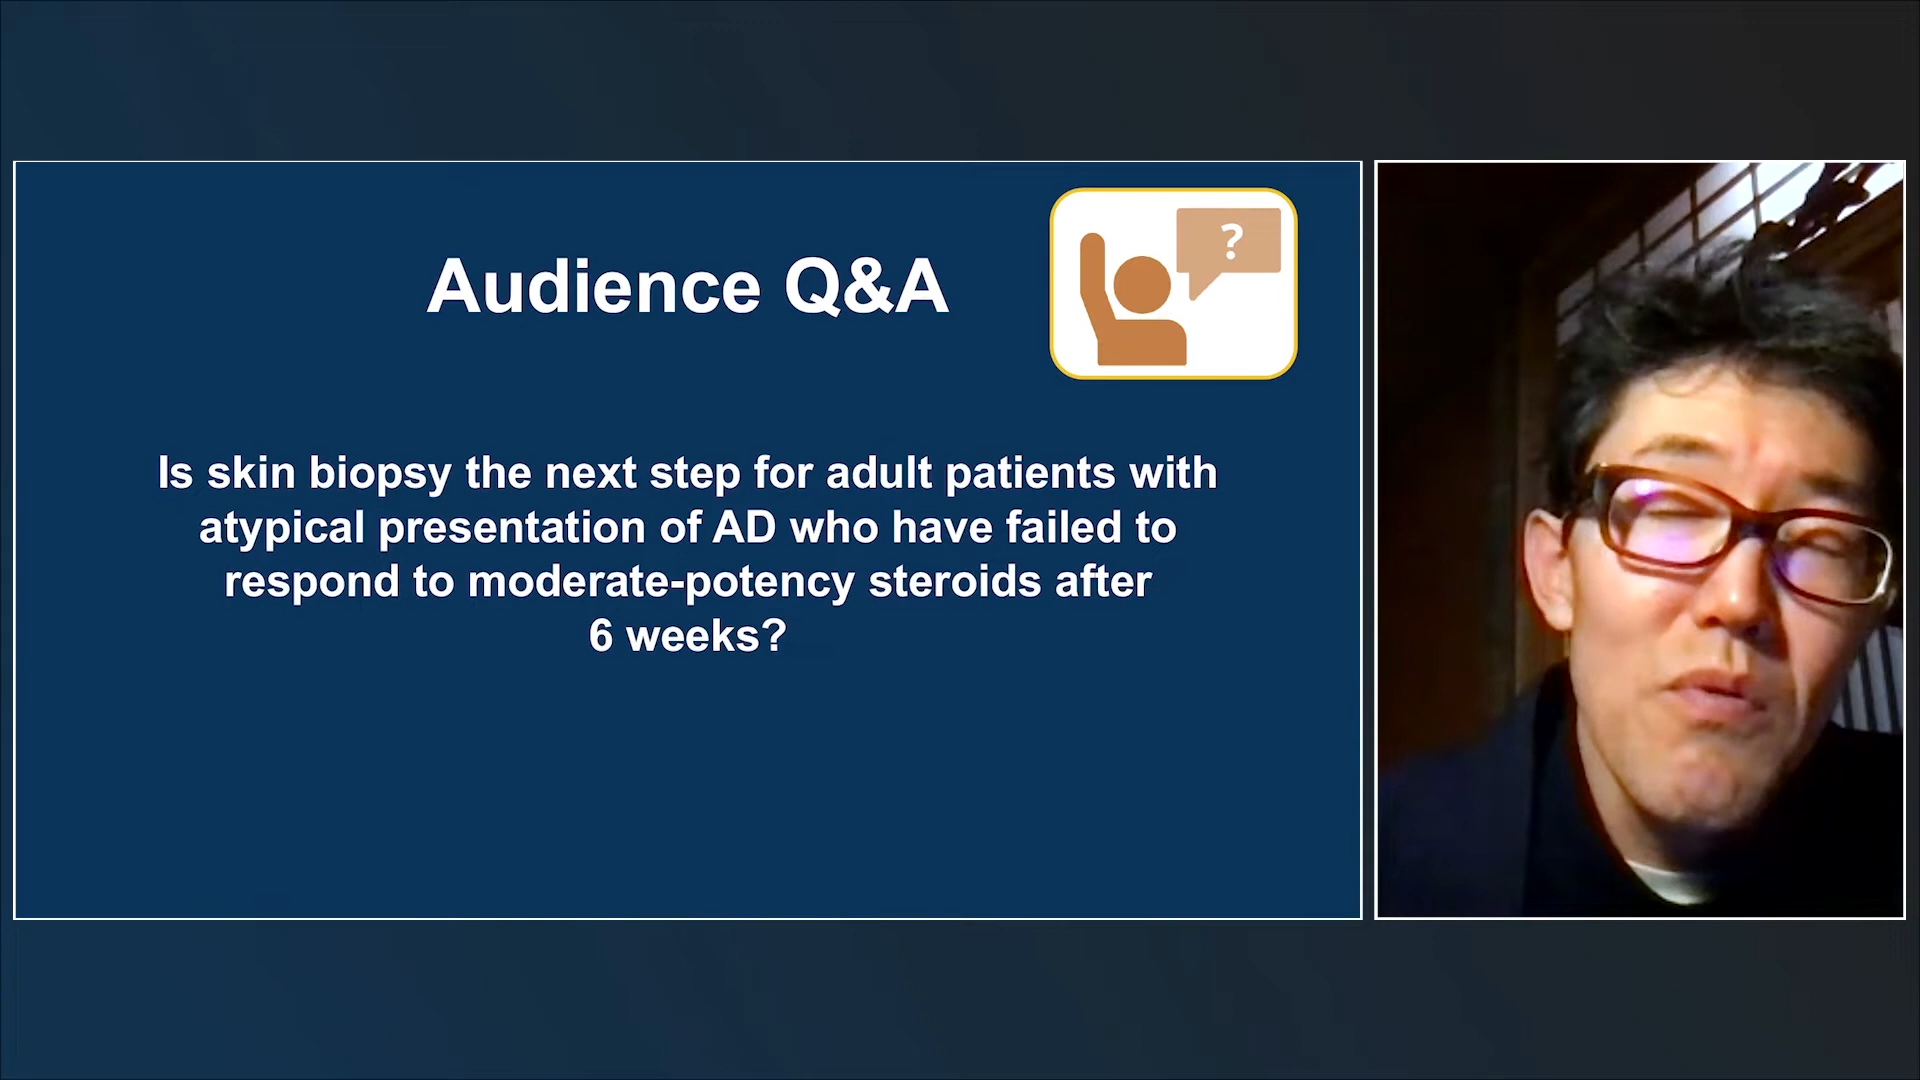 Audience Q&A
?
Is skin biopsy the next step for adult patients with
atypical presentation of AD who have failed to
respond to moderate-potency steroids after
6 weeks?